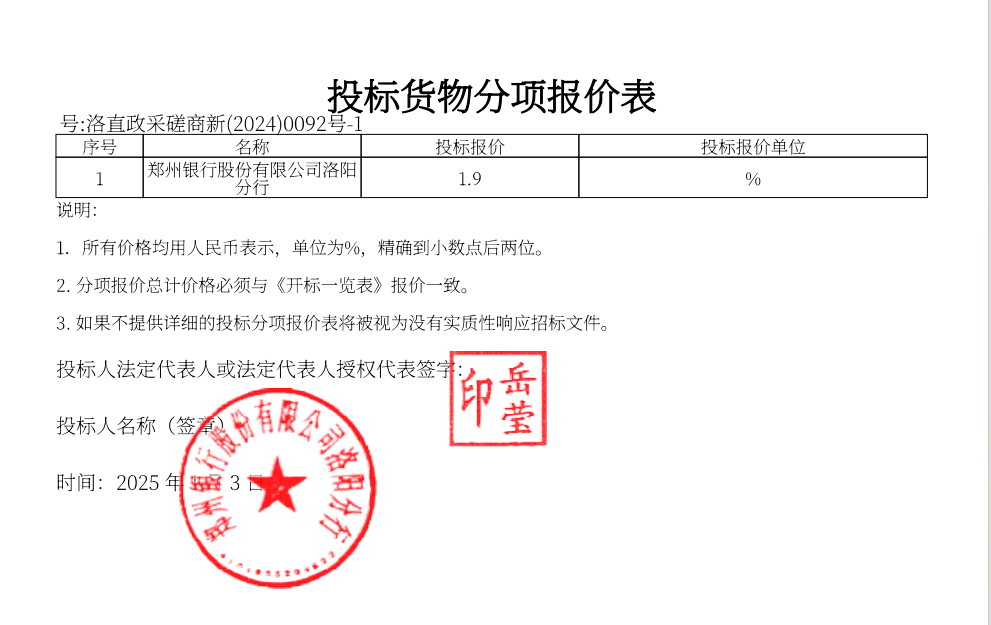 投标货物分项报价表
号:洛直政采磋商新(2024)0092号-1
序号 名称 投标报价 投标报价单位
1 郑州银行股份有限公司洛阳分行 1.9 %
说明：
1. 所有价格均用人民币表示，单位为%，精确到小数点后两位。
2. 分项报价总计价格必须与《开标一览表》报价一致。
3. 如果不提供详细的投标分项报价表将被视为没有实质性响应招标文件。
投标人法定代表人或法定代表人授权代表签字：
岳莹印
投标人名称（签章）
郑州银行股份有限公司洛阳分行
时间：2025 年 月 3 日